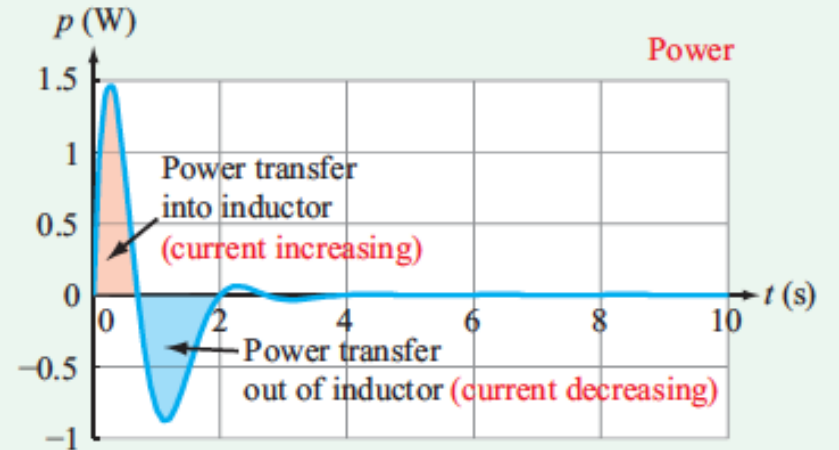 p (W)
Power
1.5
1
Power transfer
into inductor
0.5
(current increasing)
0
t (s)
0
2
4
6
8
10
Power transfer
−0.5
out of inductor (current decreasing)
−1